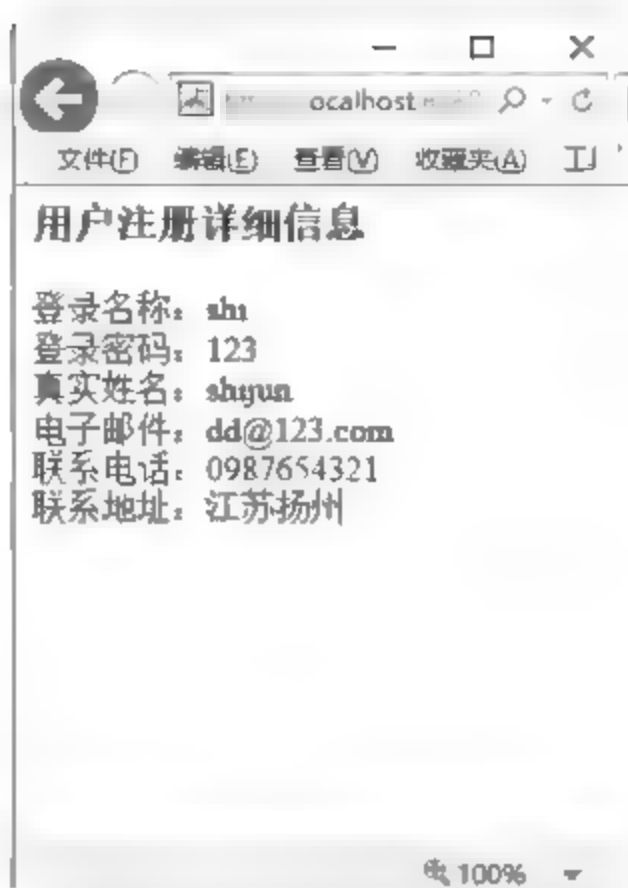 ocalhost
文件(F) 编辑(E) 查看(V) 收藏夹(A) 工
用户注册详细信息
登录名称：shi
登录密码：123
真实姓名：shijun
电子邮件：dd@123.com
联系电话：0987654321
联系地址：江苏扬州
100%